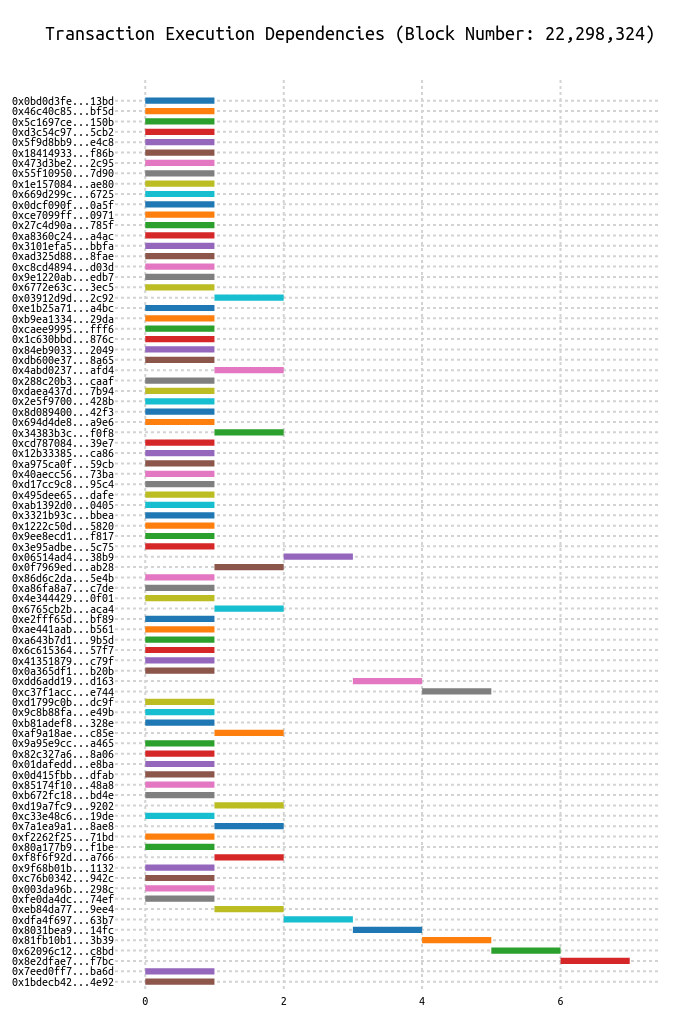 Transaction Execution Dependencies (Block Number: 22,298,324)
0x0bd0d3fe...13bd
0x46c40c85...bf5d
0x5c1697ce...150b
0xd3c54c97...5cb2
0x5f9d8bb9...e4c8
0x18414933...f86b
0x473d3be2...2c95
0x55f10950...7d90
0x1e157084...ae80
0x669d299c...6725
0x0dcf090f...0a5f
0xce7099ff...0971
0x27c4d90a...785f
0xa8360c24...a4ac
0x3101efa5...bbfa
0xad325d88...8fae
0xc8cd4894...d03d
0x9e1220ab...edb7
0x6772e63c...3ec5
0x03912d9d...2c92
0xe1b25a71...a4bc
0xb9ea1334...29da
0xcaee9995...fff6
0x1c630bbd...876c
0x84eb9033...2049
0xdb600e37...8a65
0x4abd0237...afd4
0x288c20b3...caaf
0xdaea437d...7b94
0x2e5f9700...428b
0x8d089400...42f3
0x694d4de8...a9e6
0x34383b3c...f0f8
0xcd787084...39e7
0x12b33385...ca86
0xa975ca0f...59cb
0x40aecc56...73ba
0xd17cc9c8...95c4
0x495dee65...dafe
0xab1392d0...0405
0x3321b93c...bbea
0x1222c50d...5820
0x9ee8ecd1...f817
0x3e95adbe...5c75
0x06514ad4...38b9
0x0f7969ed...ab28
0x86d6c2da...5e4b
0xa86fa8a7...c7de
0x4e344429...0f01
0x6765cb2b...aca4
0xe2fff65d...bf89
0xae441aab...b561
0xa643b7d1...9b5d
0x6c615364...57f7
0x41351879...c79f
0x0a365df1...b20b
0xdd6add19...d163
0xc37f1acc...e744
0xd1799c0b...dc9f
0x9c8b88fa...e49b
0xb81adef8...328e
0xaf9a18ae...c85e
0x9a95e9cc...a465
0x82c327a6...8a06
0x01dafedd...e8ba
0x0d415fbb...dfab
0x85174f10...48a8
0xb672fc18...bd4e
0xd19a7fc9...9202
0xc33e48c6...19de
0x7a1ea9a1...8ae8
0xf2262f25...71bd
0x80a177b9...f1be
0xf8f6f92d...a766
0x9f68b01b...1132
0xc76b0342...942c
0x003da96b...298c
0xfe0da4dc...74ef
0xeb84da77...9ee4
0xdfa4f697...63b7
0x8031bea9...14fc
0x81fb10b1...3b39
0x62096c12...c8bd
0x8e2dfae7...f7bc
0x7eed0ff7...ba6d
0x1bdecb42...4e92
0 2 4 6